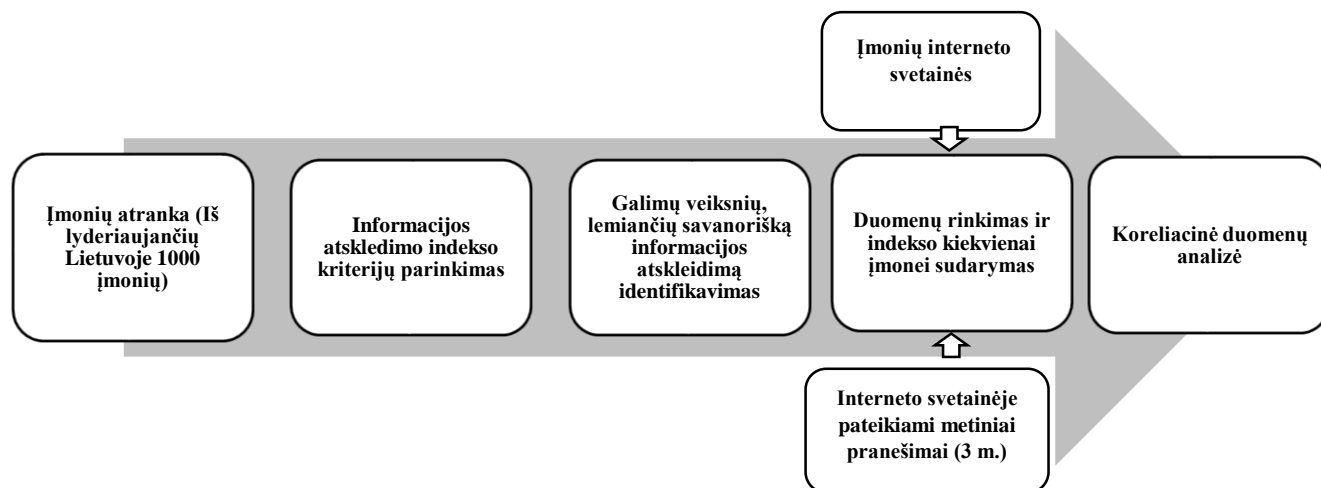 Įmonių interneto
svetainės
Įmonių atranka (Iš
lyderiaujančių
Lietuvoje 1000
įmonių)
Informacijos
atskledimo indekso
kriterijų parinkimas
Galimų veiksnių,
lemiančių savanorišką
informacijos
atskleidimą
identifikavimas
Duomenų rinkimas ir
indekso kiekvienai
įmonei sudarymas
Koreliacinė duomenų
analizė
Interneto svetainėje
pateikiami metiniai
pranešimai (3 m.)